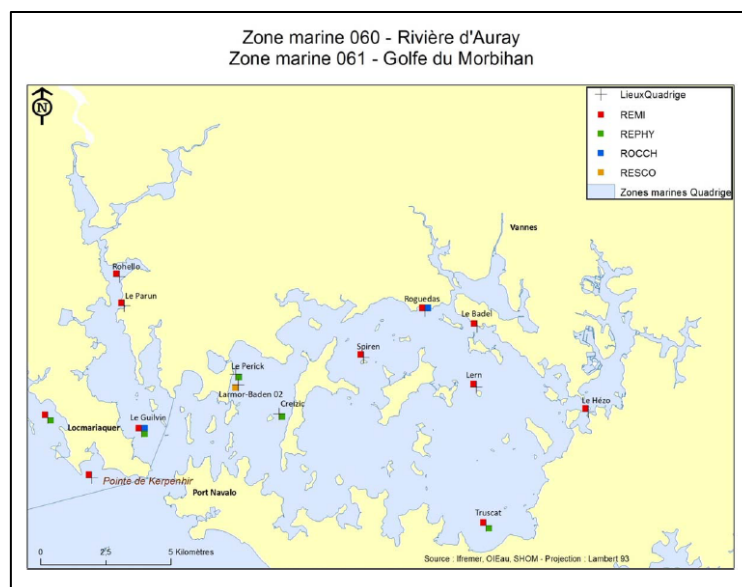 Zone marine 060 - Rivière d'Auray
Zone marine 061 - Golfe du Morbihan
N
LieuxQuadrige
REMI
REPHY
ROCCH
RESCO
Zones marines Quadrige
Vannes
Rohello
Le Parun
Roguedas
Le Badel
Spiren
Le Perick
Larmor-Baden 02
Lern
Creizic
Le Hézo
Le Guilvin
Locmariaquer
Pointe de Kerpenhir
Port Navalo
Truscat
0 2,5 5 Kilomètres
Source : Ifremer, OIEau, SHOM - Projection : Lambert 93